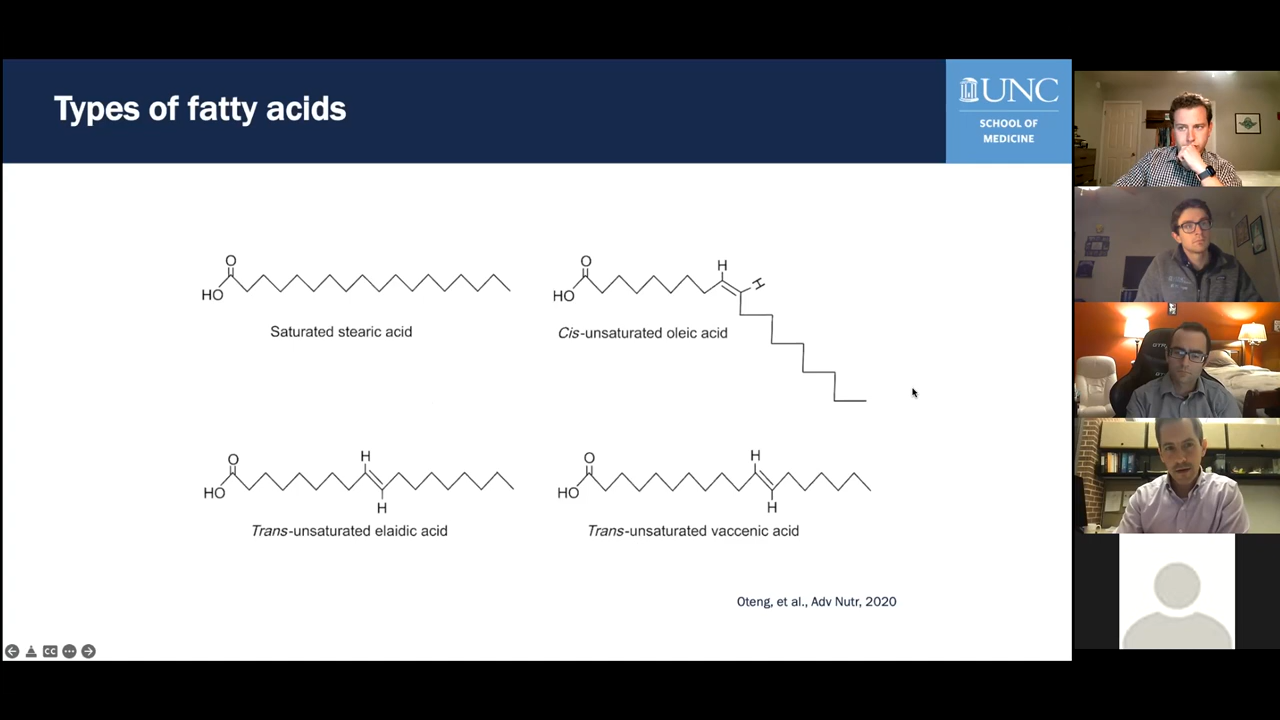 Types of fatty acids
UNC
SCHOOL OF
MEDICINE
O
HO
Saturated stearic acid
O
HO
H
H
Cis-unsaturated oleic acid
O
HO
H
H
Trans-unsaturated elaidic acid
O
HO
H
H
Trans-unsaturated vaccenic acid
Oteng, et al., Adv Nutr, 2020
CC